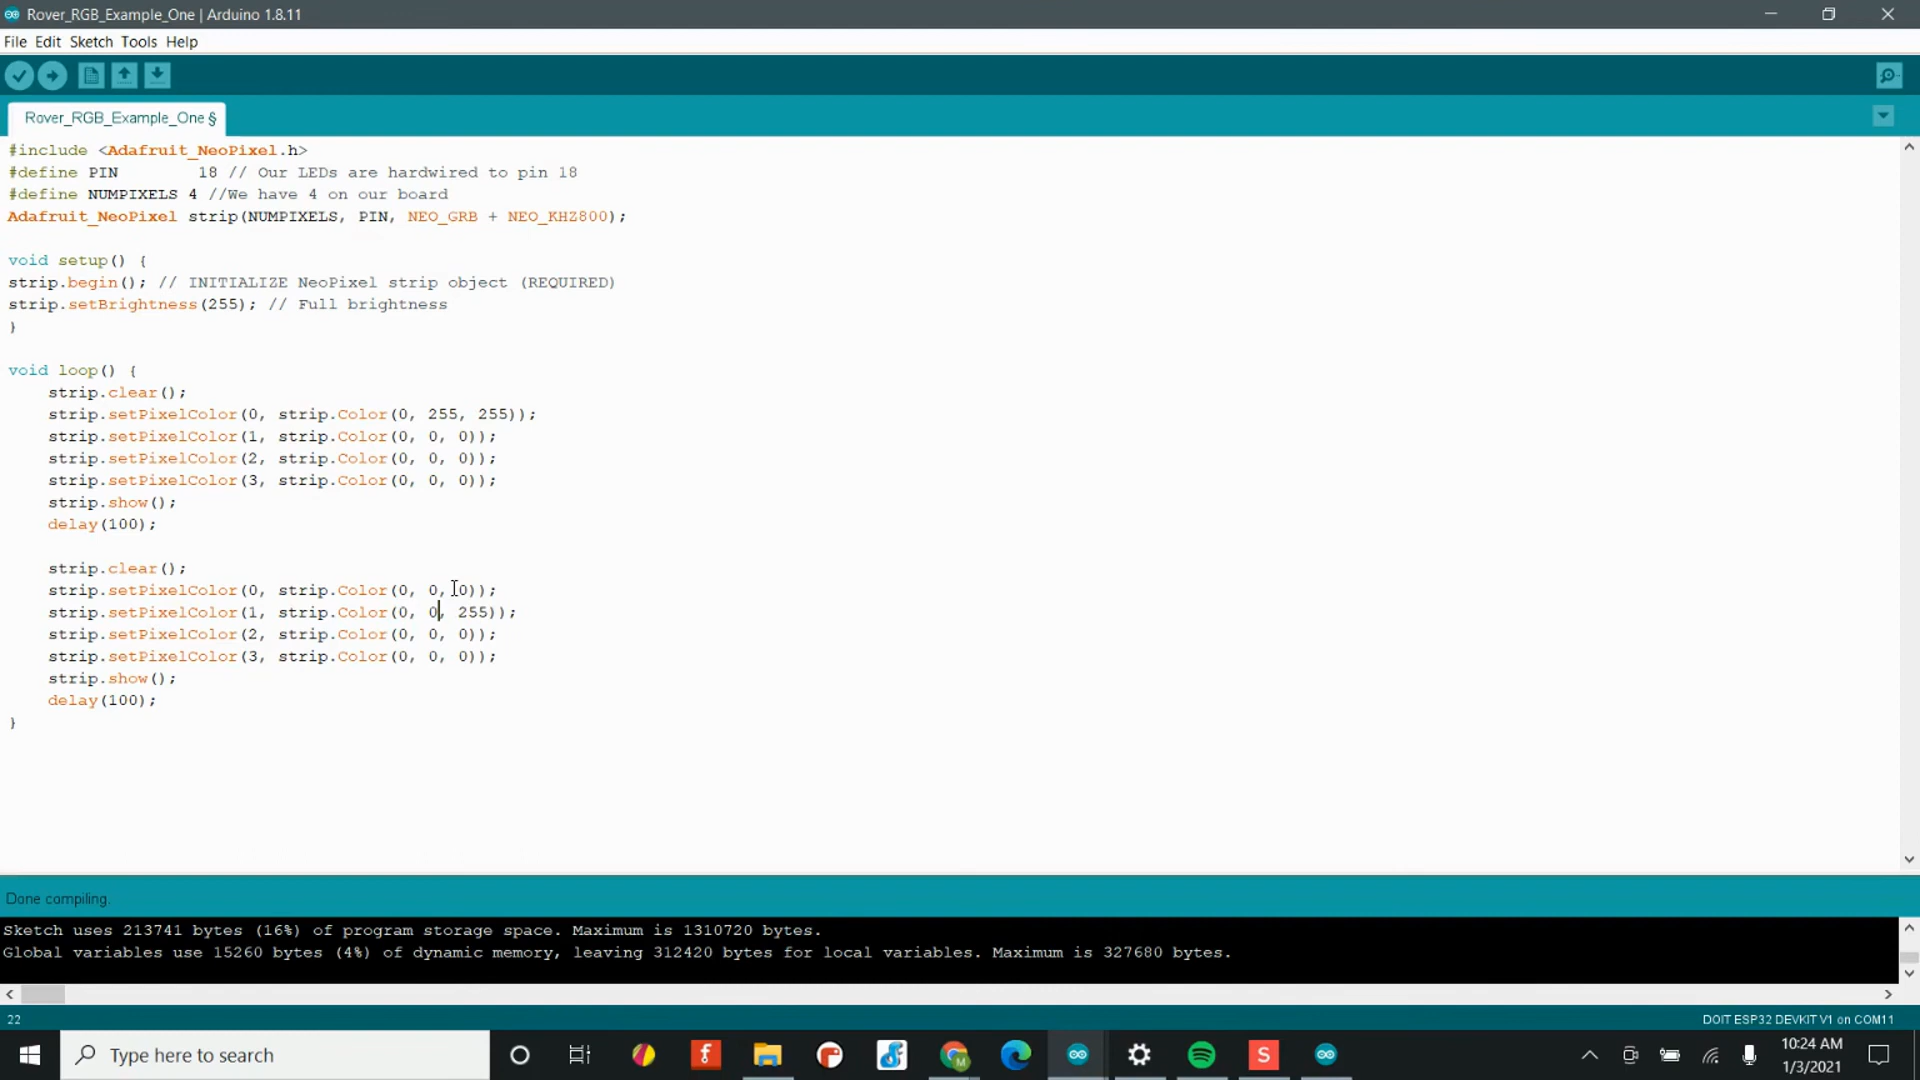 Rover_RGB_Example_One | Arduino 1.8.11
File Edit Sketch Tools Help
Rover_RGB_Example_One §
#include <Adafruit_NeoPixel.h>
#define PIN        18 // Our LEDs are hardwired to pin 18
#define NUMPIXELS 4 //We have 4 on our board
Adafruit_NeoPixel strip(NUMPIXELS, PIN, NEO_GRB + NEO_KHZ800);
void setup() {
strip.begin(); // INITIALIZE NeoPixel strip object (REQUIRED)
strip.setBrightness(255); // Full brightness
}
void loop() {
    strip.clear();
    strip.setPixelColor(0, strip.Color(0, 255, 255));
    strip.setPixelColor(1, strip.Color(0, 0, 0));
    strip.setPixelColor(2, strip.Color(0, 0, 0));
    strip.setPixelColor(3, strip.Color(0, 0, 0));
    strip.show();
    delay(100);
    strip.clear();
    strip.setPixelColor(0, strip.Color(0, 0, 0));
    strip.setPixelColor(1, strip.Color(0, 0, 255));
    strip.setPixelColor(2, strip.Color(0, 0, 0));
    strip.setPixelColor(3, strip.Color(0, 0, 0));
    strip.show();
    delay(100);
}
Done compiling.
Sketch uses 213741 bytes (16%) of program storage space. Maximum is 1310720 bytes.
Global variables use 15260 bytes (4%) of dynamic memory, leaving 312420 bytes for local variables. Maximum is 327680 bytes.
22
DOIT ESP32 DEVKIT V1 on COM11
Type here to search
10:24 AM
1/3/2021